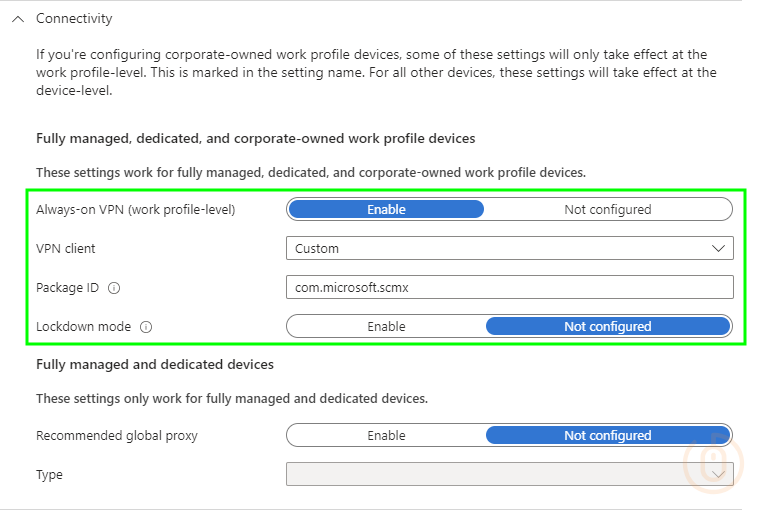 Connectivity
If you're configuring corporate-owned work profile devices, some of these settings will only take effect at the
work profile-level. This is marked in the setting name. For all other devices, these settings will take effect at the
device-level.
Fully managed, dedicated, and corporate-owned work profile devices
These settings work for fully managed, dedicated, and corporate-owned work profile devices.
Always-on VPN (work profile-level) Enable Not configured
VPN client Custom
Package ID com.microsoft.scmx
Lockdown mode Enable Not configured
Fully managed and dedicated devices
These settings only work for fully managed and dedicated devices.
Recommended global proxy Enable Not configured
Type